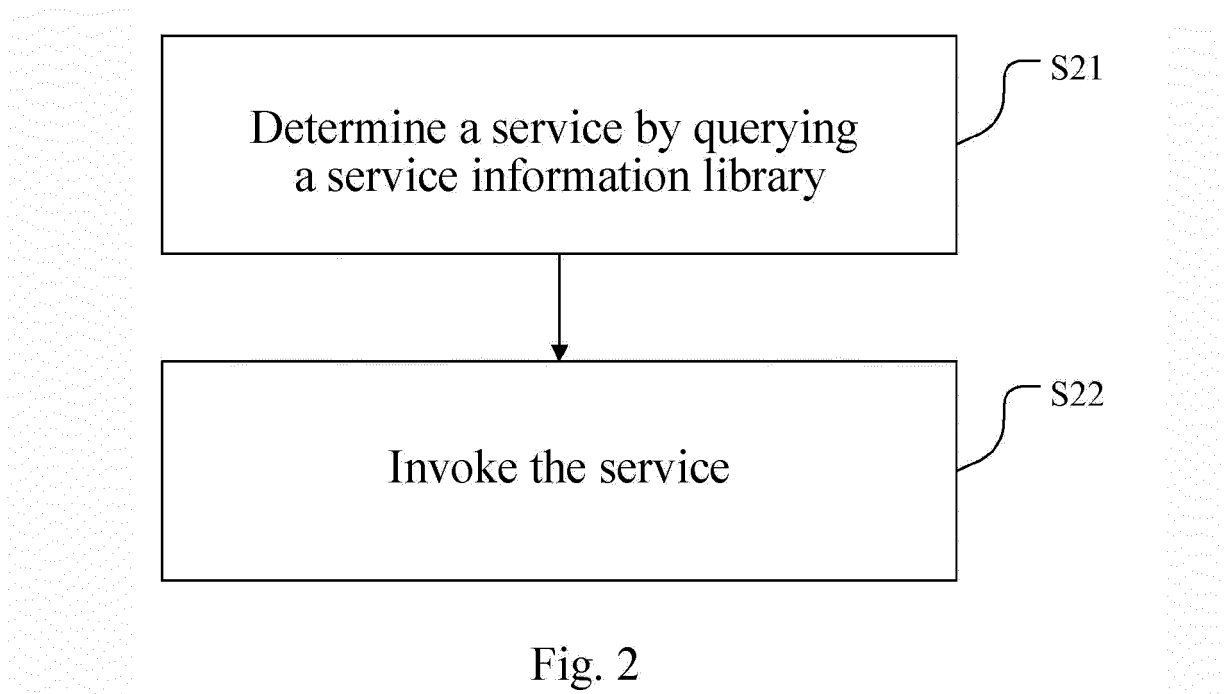 Determine a service by querying
a service information library
S21
Invoke the service
S22
Fig. 2